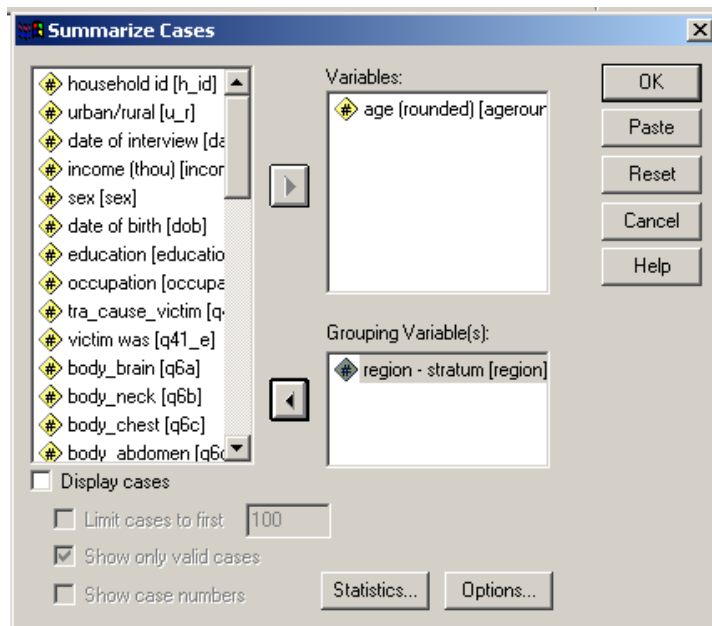 Summarize Cases
household id [h_id]
urban/rural [u_r]
date of interview [da
income (thou) [incor
sex [sex]
date of birth [dob]
education [educatio
occupation [occupa
tra_cause_victim [q4
victim was [q41_e]
body_brain [q6a]
body_neck [q6b]
body_chest [q6c]
body_abdomen [q6c
Display cases
Limit cases to first 100
Show only valid cases
Show case numbers
Variables:
age (rounded) [ageroun
Grouping Variable(s):
region - stratum [region]
Statistics...
Options...
OK
Paste
Reset
Cancel
Help